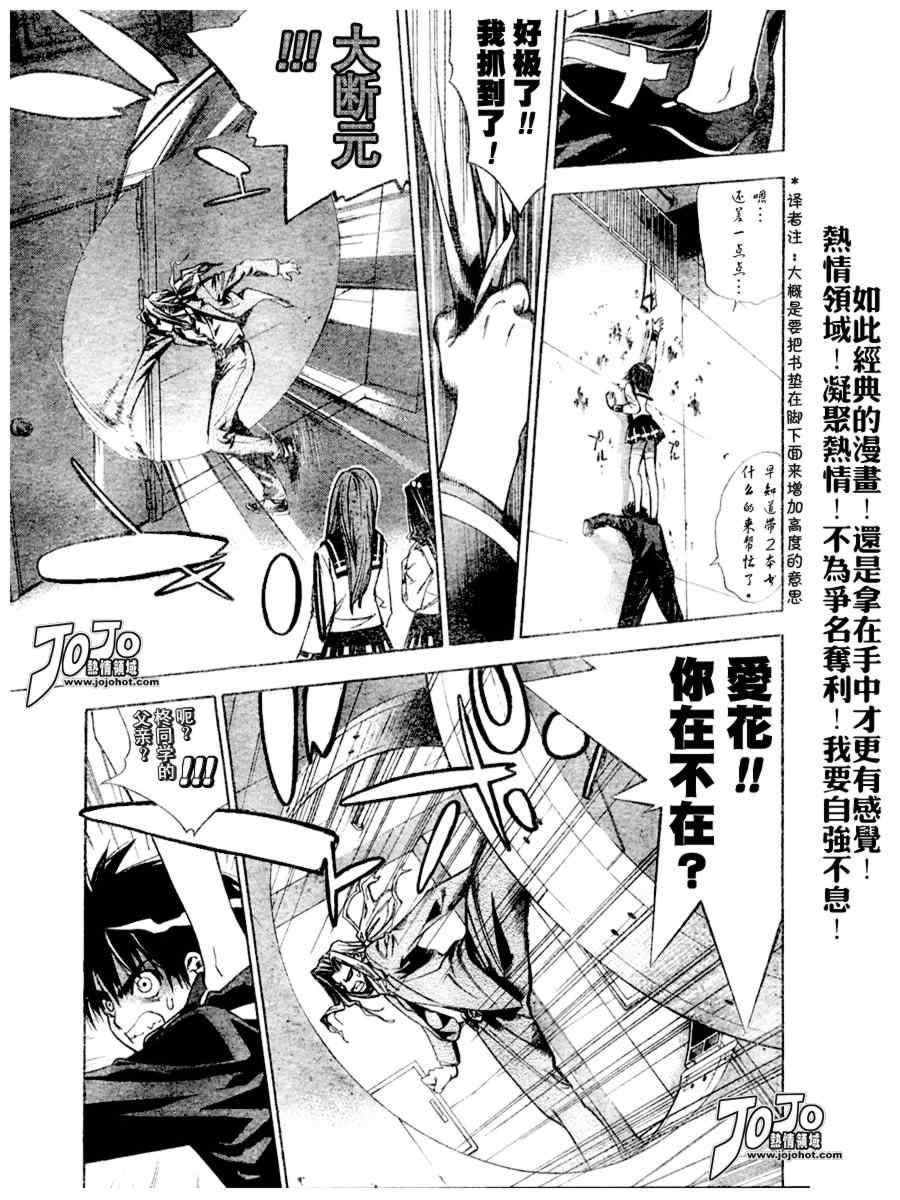 嗯…
还差一点点…
早知道带2本书
什么的来帮忙了。
*译者注:大概是要把书垫在脚下面来增加高度的意思
好极了!!
我抓到了!
大断元
!!!
愛花!!
你在不在?
呃?
柊同学的
父亲?
!!!
如此經典的漫畫!還是拿在手中才更有感覺!
熱情領域!凝聚熱情!不為爭名奪利!我要自強不息!
JOJO
熱情領域
www.jojohot.com
JOJO
熱情領域
www.jojohot.com